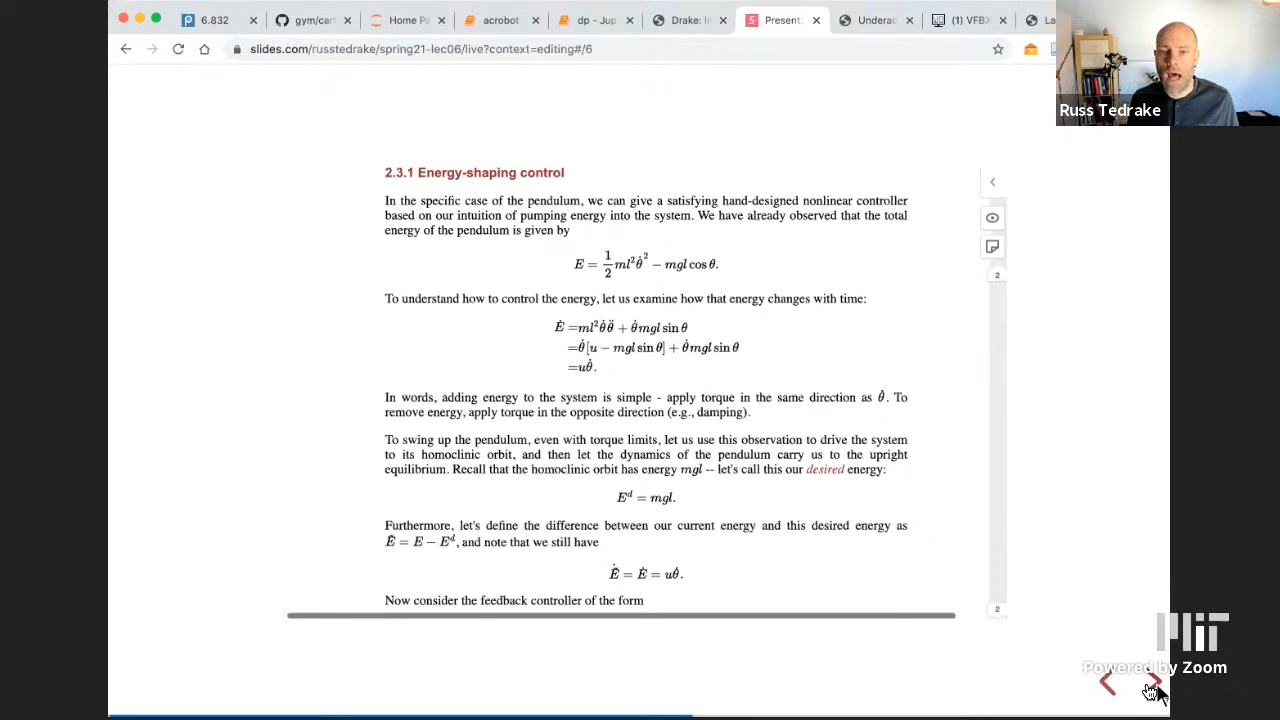 6.832
gym/car
Home P
acrobot
dp - Jup
Drake: I
Present:
Underac
(1) VFBX
La
slides.com/russtedrake/spring21-lec06/live?context=editing#/6
Russ Tedrake
2.3.1 Energy-shaping control
In the specific case of the pendulum, we can give a satisfying hand-designed nonlinear controller
based on our intuition of pumping energy into the system. We have already observed that the total
energy of the pendulum is given by
E = 1/2 ml²θ̇² − mgl cos θ.
To understand how to control the energy, let us examine how that energy changes with time:
Ė =ml²θ̇θ̈ + θ̇mgl sin θ
=θ̇[u − mgl sin θ] + θ̇mgl sin θ
=uθ̇.
In words, adding energy to the system is simple - apply torque in the same direction as θ̇. To
remove energy, apply torque in the opposite direction (e.g., damping).
To swing up the pendulum, even with torque limits, let us use this observation to drive the system
to its homoclinic orbit, and then let the dynamics of the pendulum carry us to the upright
equilibrium. Recall that the homoclinic orbit has energy mgl -- let's call this our desired energy:
Eᵈ = mgl.
Furthermore, let's define the difference between our current energy and this desired energy as
Ẽ = E − Eᵈ, and note that we still have
Ẽ̇ = Ė = uθ̇.
Now consider the feedback controller of the form
2
2
MIT
Powered by Zoom